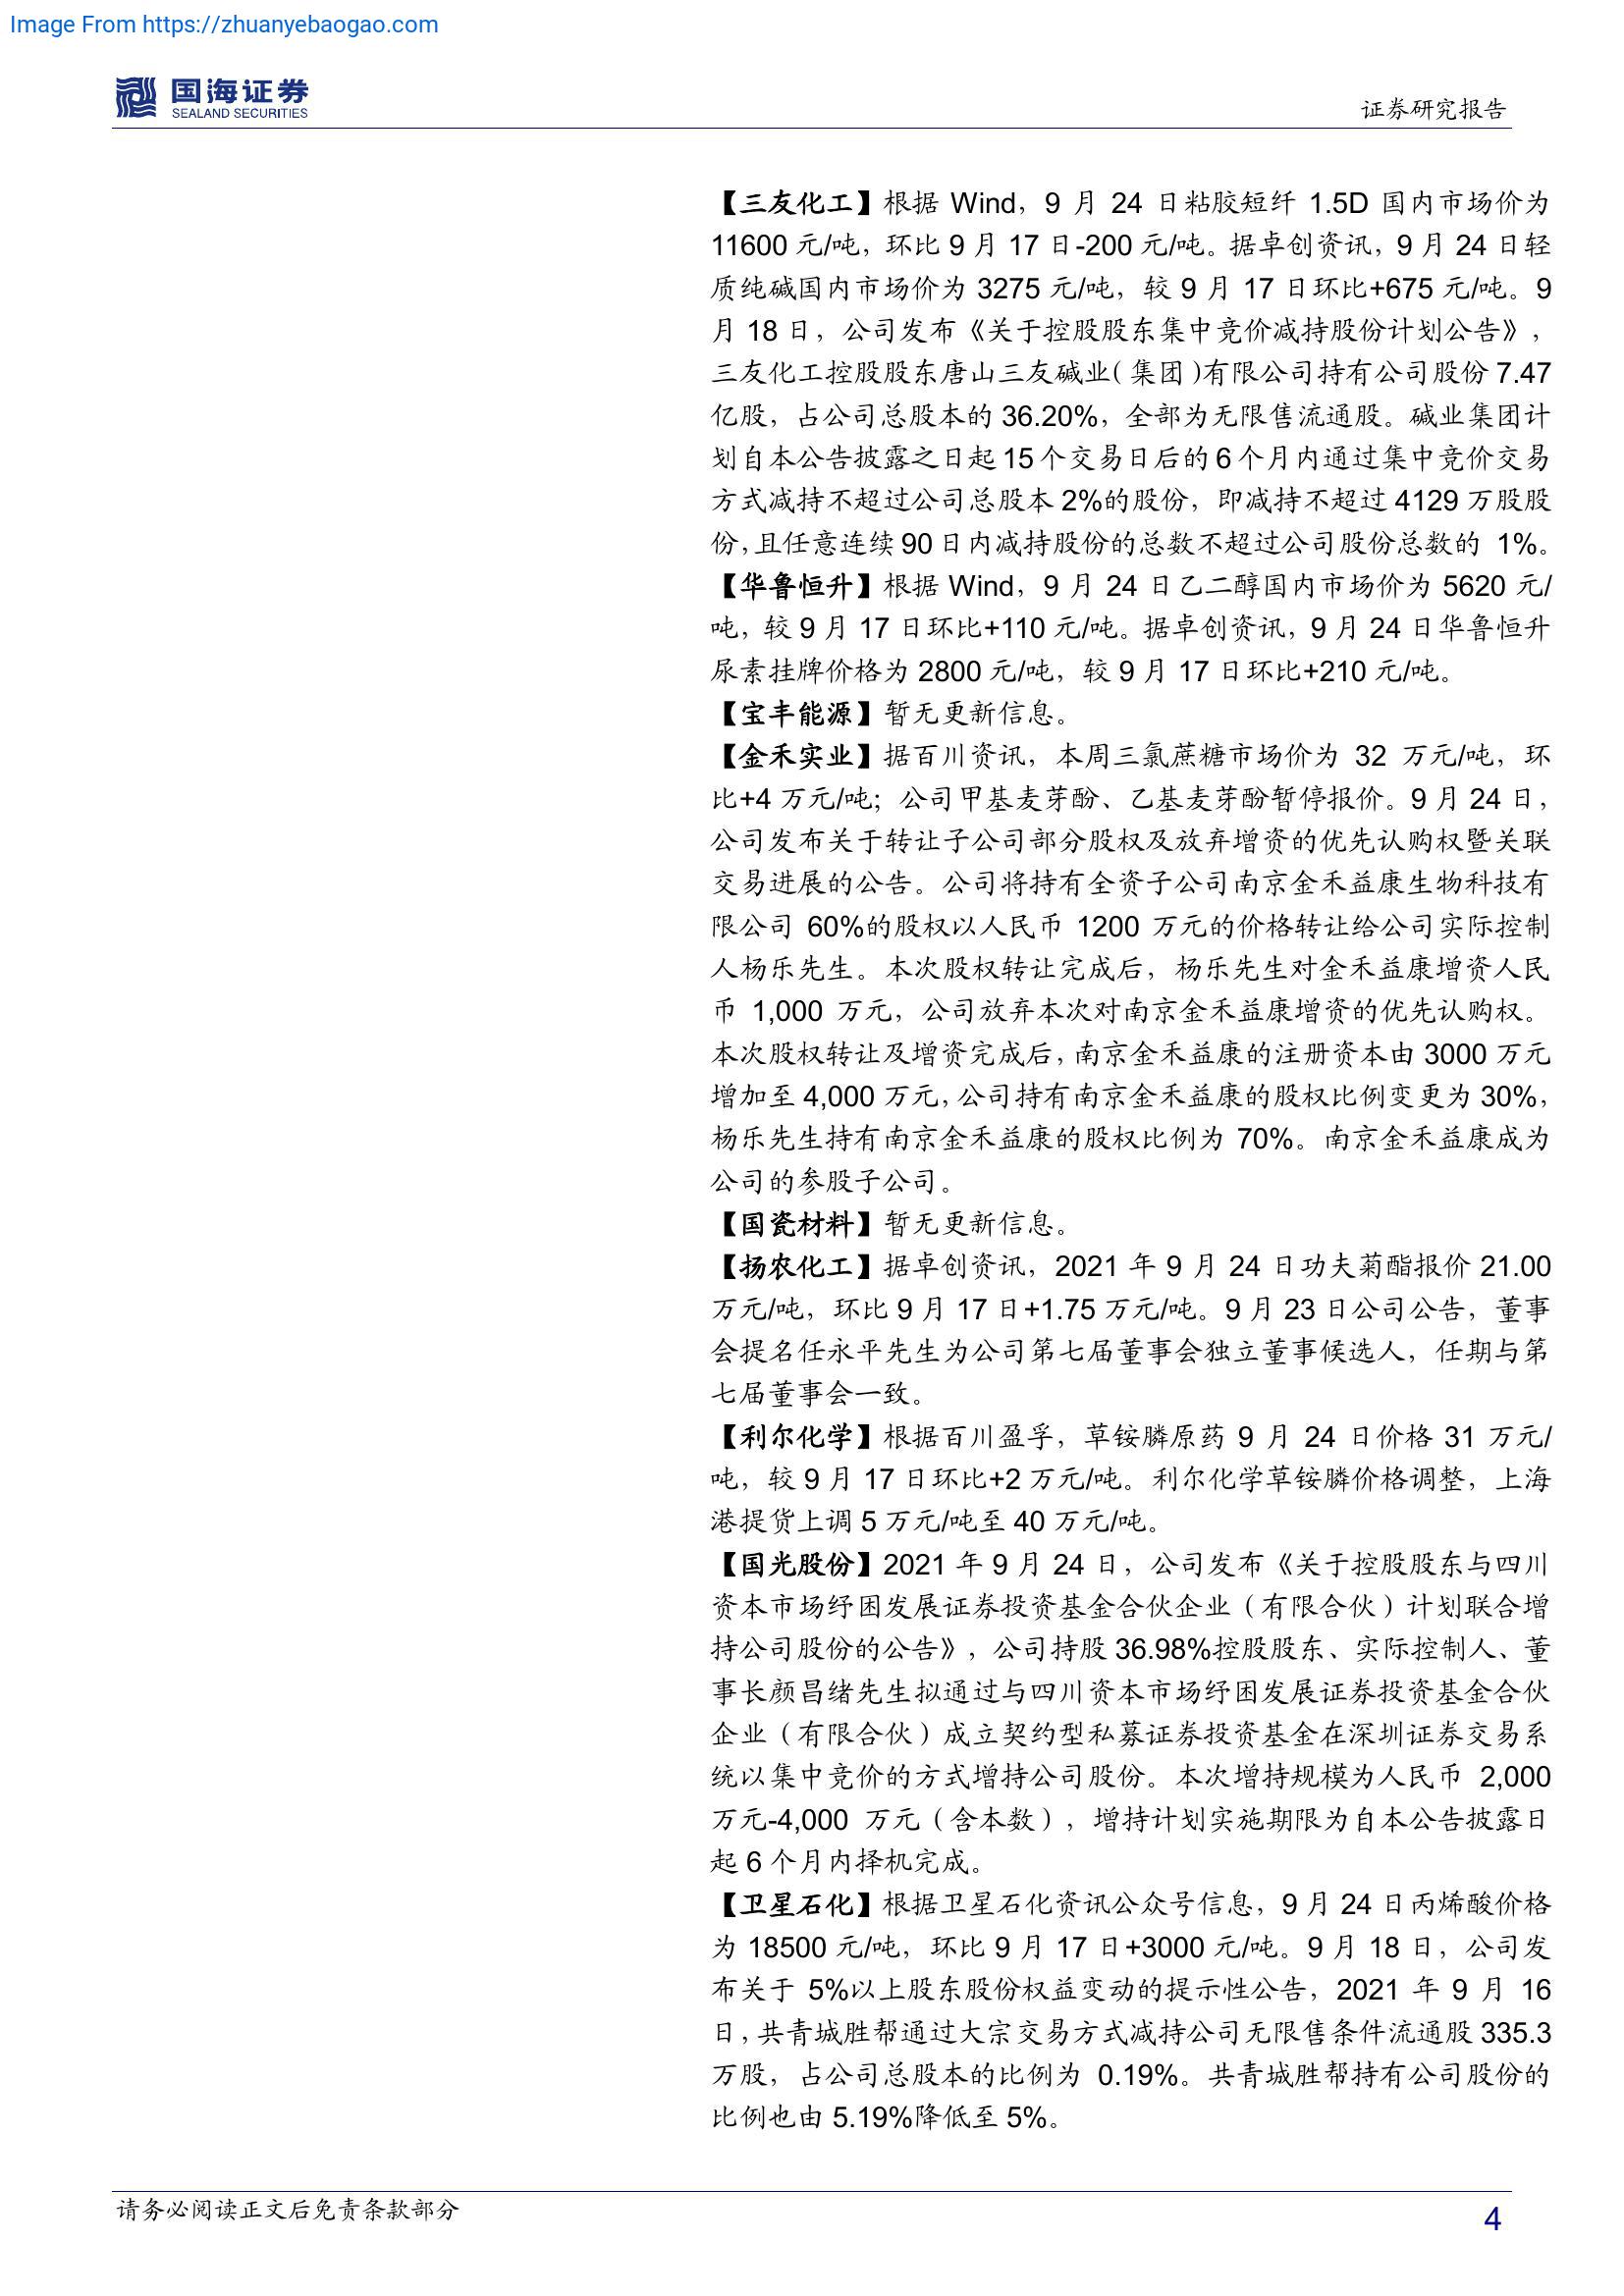 Image From https://zhuanyebaogao.com
国海证券
SEALAND SECURITIES
证券研究报告
【三友化工】根据 Wind，9 月 24 日粘胶短纤 1.5D 国内市场价为
11600 元/吨，环比 9 月 17 日-200 元/吨。据卓创资讯，9 月 24 日轻
质纯碱国内市场价为 3275 元/吨，较 9 月 17 日环比+675 元/吨。9
月 18 日，公司发布《关于控股股东集中竞价减持股份计划公告》，
三友化工控股股东唐山三友碱业(集团)有限公司持有公司股份 7.47
亿股，占公司总股本的 36.20%，全部为无限售流通股。碱业集团计
划自本公告披露之日起 15 个交易日后的 6 个月内通过集中竞价交易
方式减持不超过公司总股本 2%的股份，即减持不超过 4129 万股股
份，且任意连续 90 日内减持股份的总数不超过公司股份总数的 1%。
【华鲁恒升】根据 Wind，9 月 24 日乙二醇国内市场价为 5620 元/
吨，较 9 月 17 日环比+110 元/吨。据卓创资讯，9 月 24 日华鲁恒升
尿素挂牌价格为 2800 元/吨，较 9 月 17 日环比+210 元/吨。
【宝丰能源】暂无更新信息。
【金禾实业】据百川资讯，本周三氯蔗糖市场价为 32 万元/吨，环
比+4 万元/吨；公司甲基麦芽酚、乙基麦芽酚暂停报价。9 月 24 日，
公司发布关于转让子公司部分股权及放弃增资的优先认购权暨关联
交易进展的公告。公司将持有全资子公司南京金禾益康生物科技有
限公司 60%的股权以人民币 1200 万元的价格转让给公司实际控制
人杨乐先生。本次股权转让完成后，杨乐先生对金禾益康增资人民
币 1,000 万元，公司放弃本次对南京金禾益康增资的优先认购权。
本次股权转让及增资完成后，南京金禾益康的注册资本由 3000 万元
增加至 4,000 万元，公司持有南京金禾益康的股权比例变更为 30%，
杨乐先生持有南京金禾益康的股权比例为 70%。南京金禾益康成为
公司的参股子公司。
【国瓷材料】暂无更新信息。
【扬农化工】据卓创资讯，2021 年 9 月 24 日功夫菊酯报价 21.00
万元/吨，环比 9 月 17 日+1.75 万元/吨。9 月 23 日公司公告，董事
会提名任永平先生为公司第七届董事会独立董事候选人，任期与第
七届董事会一致。
【利尔化学】根据百川盈孚，草铵膦原药 9 月 24 日价格 31 万元/
吨，较 9 月 17 日环比+2 万元/吨。利尔化学草铵膦价格调整，上海
港提货上调 5 万元/吨至 40 万元/吨。
【国光股份】2021 年 9 月 24 日，公司发布《关于控股股东与四川
资本市场纾困发展证券投资基金合伙企业（有限合伙）计划联合增
持公司股份的公告》，公司持股 36.98%控股股东、实际控制人、董
事长颜昌绪先生拟通过与四川资本市场纾困发展证券投资基金合伙
企业（有限合伙）成立契约型私募证券投资基金在深圳证券交易系
统以集中竞价的方式增持公司股份。本次增持规模为人民币 2,000
万元-4,000 万元（含本数），增持计划实施期限为自本公告披露日
起 6 个月内择机完成。
【卫星石化】根据卫星石化资讯公众号信息，9 月 24 日丙烯酸价格
为 18500 元/吨，环比 9 月 17 日+3000 元/吨。9 月 18 日，公司发
布关于 5%以上股东股份权益变动的提示性公告，2021 年 9 月 16
日，共青城胜帮通过大宗交易方式减持公司无限售条件流通股 335.3
万股，占公司总股本的比例为 0.19%。共青城胜帮持有公司股份的
比例也由 5.19%降低至 5%。
请务必阅读正文后免责条款部分
4